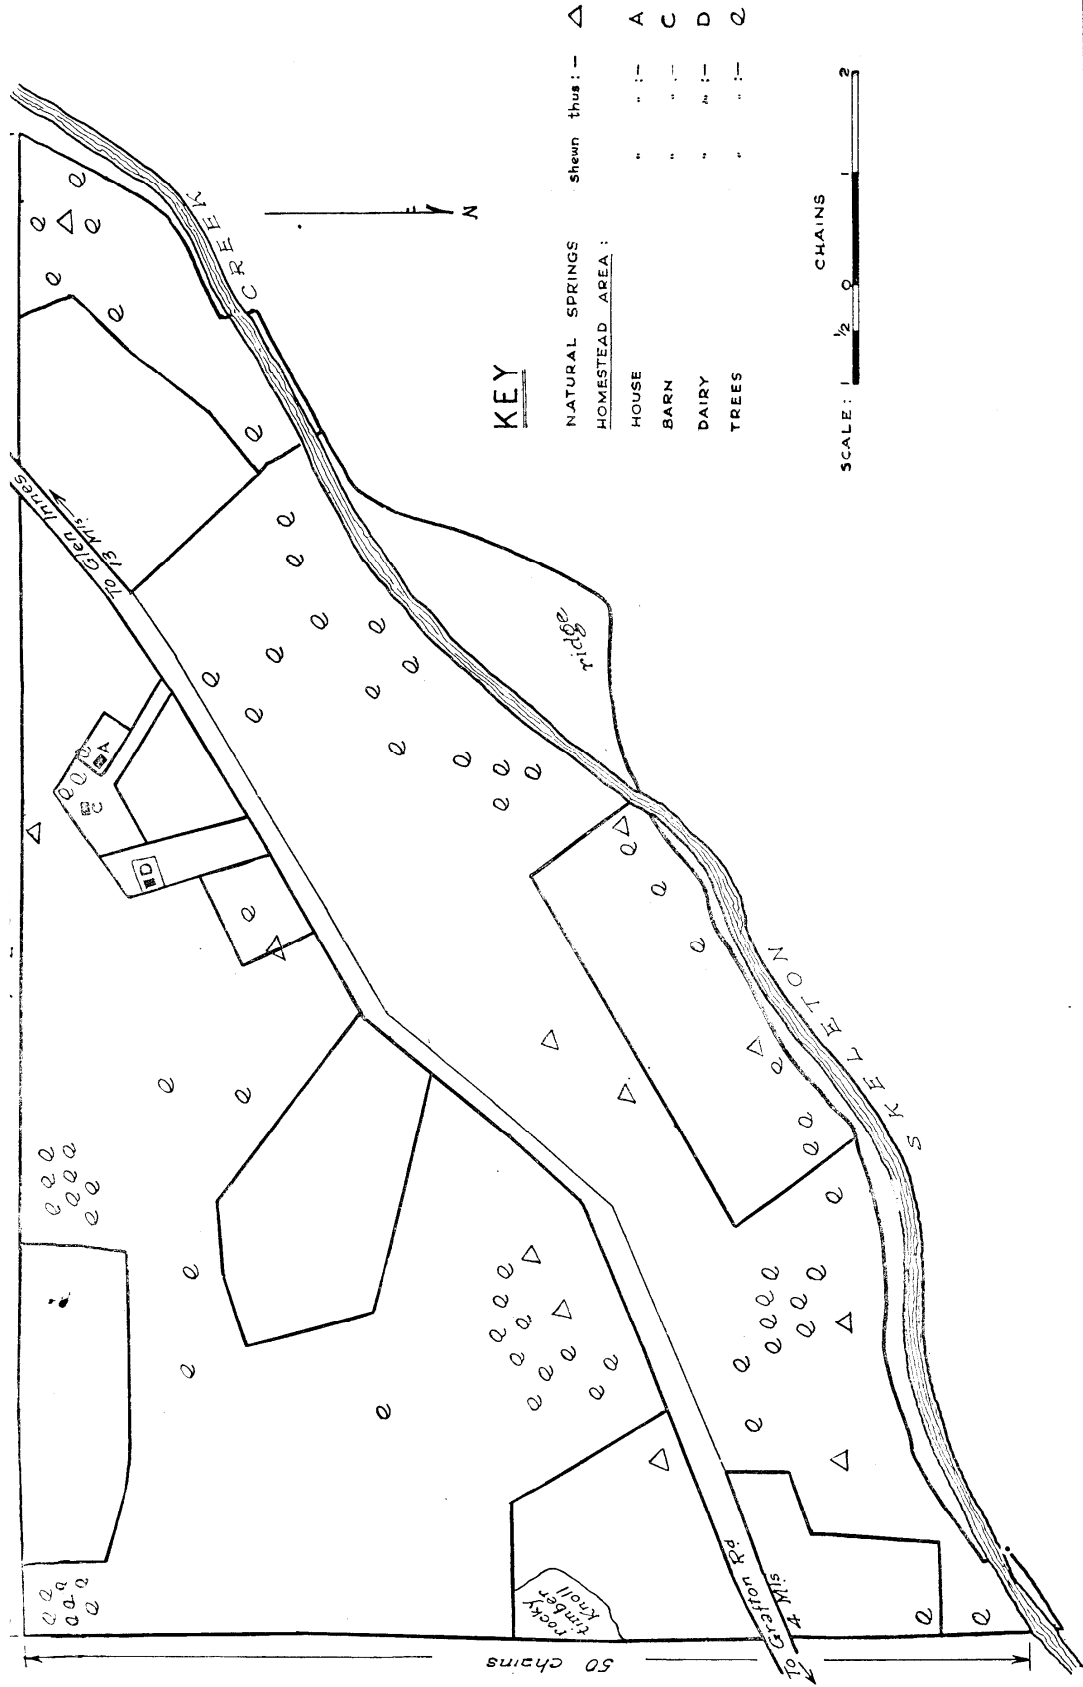 KEY
NATURAL SPRINGS shewn thus :- △
HOMESTEAD AREA :
HOUSE " " :- A
BARN " " :- C
DAIRY " " :- D
TREES " " :- Q
SCALE: 1 ½ 0 1 2
CHAINS
N
CREEK
SKELETON
ridge
To Glen Innes
13 Mls
A
C
D
rocky
timber
Knoll
To Grafton Rd.
4 Mls
50 chains